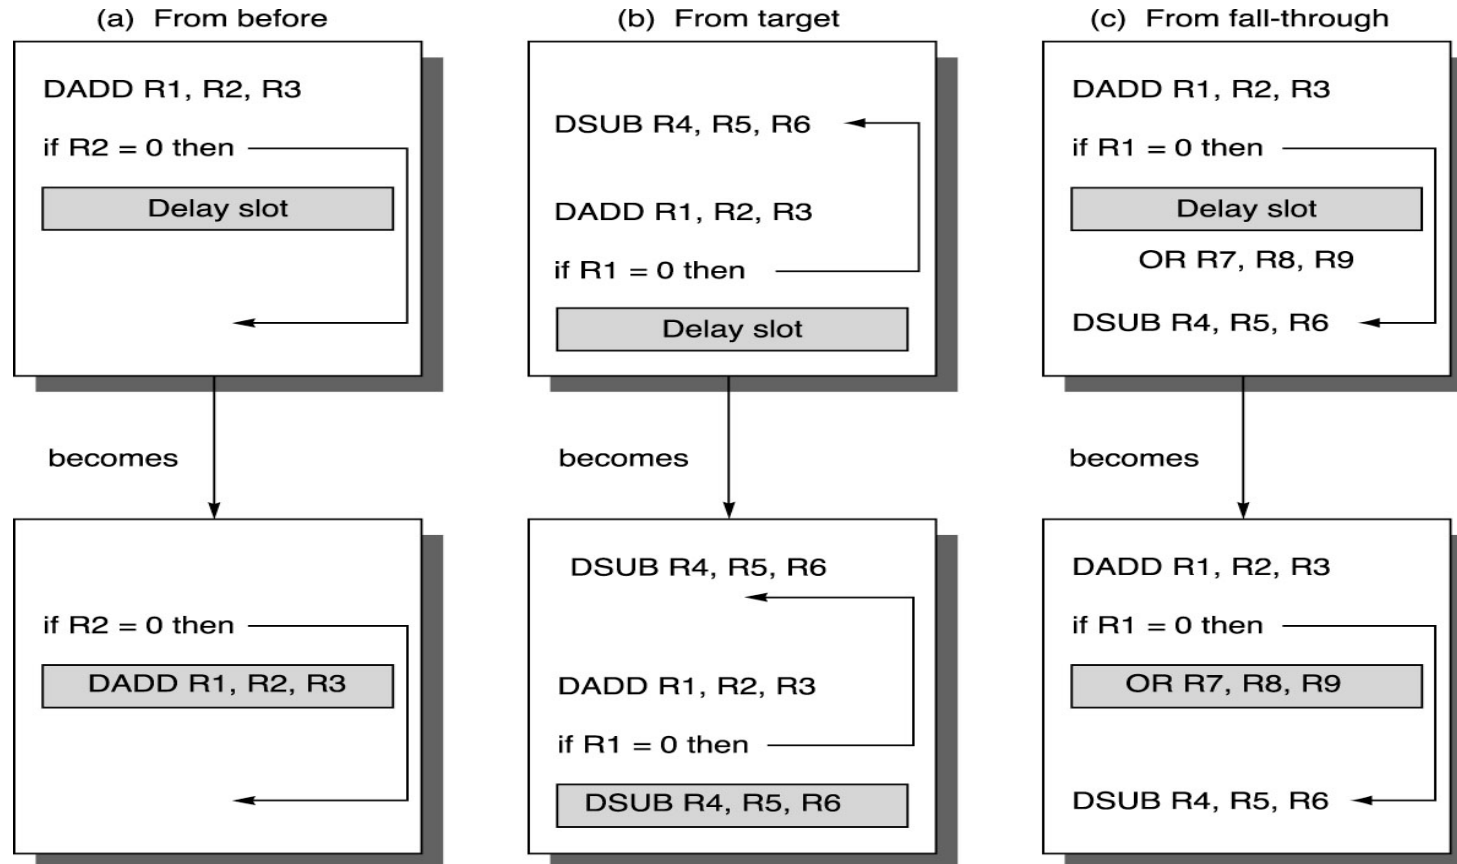 (a) From before
DADD R1, R2, R3
if R2 = 0 then
Delay slot
becomes
if R2 = 0 then
DADD R1, R2, R3
(b) From target
DSUB R4, R5, R6
DADD R1, R2, R3
if R1 = 0 then
Delay slot
becomes
DSUB R4, R5, R6
DADD R1, R2, R3
if R1 = 0 then
DSUB R4, R5, R6
(c) From fall-through
DADD R1, R2, R3
if R1 = 0 then
Delay slot
OR R7, R8, R9
DSUB R4, R5, R6
becomes
DADD R1, R2, R3
if R1 = 0 then
OR R7, R8, R9
DSUB R4, R5, R6